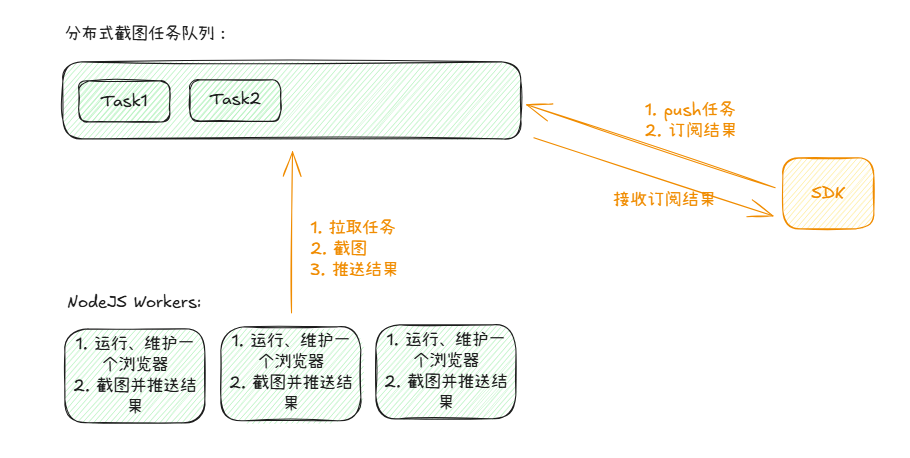 分布式截图任务队列：
Task1
Task2
1. push任务
2. 订阅结果
SDK
接收订阅结果
1. 拉取任务
2. 截图
3. 推送结果
NodeJS Workers:
1. 运行、维护一
个浏览器
2. 截图并推送结
果
1. 运行、维护一
个浏览器
2. 截图并推送结
果
1. 运行、维护一
个浏览器
2. 截图并推送结
果